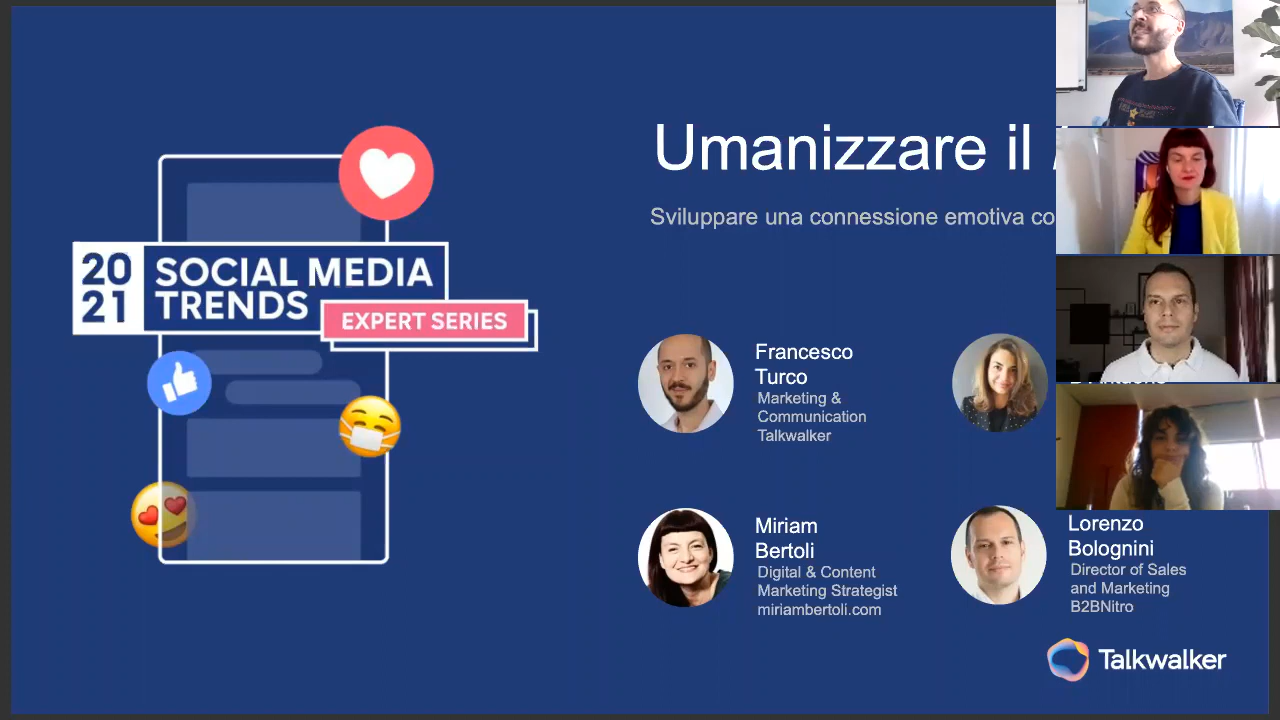 Umanizzare il
Sviluppare una connessione emotiva co
20
21
SOCIAL MEDIA
TRENDS
EXPERT SERIES
Francesco
Turco
Marketing &
Communication
Talkwalker
Miriam
Bertoli
Digital & Content
Marketing Strategist
miriambertoli.com
Lorenzo
Bolognini
Director of Sales
and Marketing
B2BNitro
Talkwalker